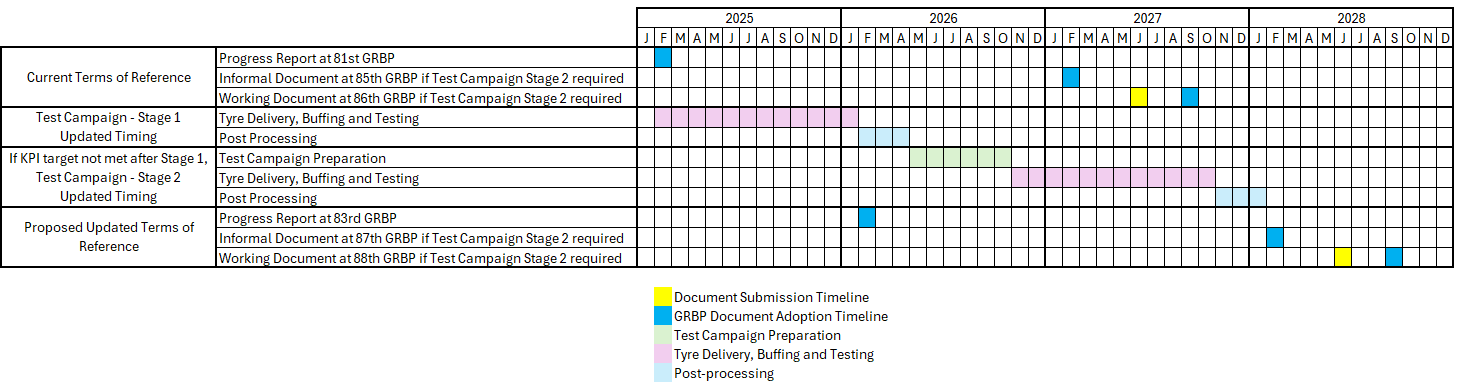 2025 2026 2027 2028
J F M A M J J A S O N D J F M A M J J A S O N D J F M A M J J A S O N D J F M A M J J A S O N D
Current Terms of Reference
Progress Report at 81st GRBP
Informal Document at 85th GRBP if Test Campaign Stage 2 required
Working Document at 86th GRBP if Test Campaign Stage 2 required
Test Campaign - Stage 1
Updated Timing
Tyre Delivery, Buffing and Testing
Post Processing
If KPI target not met after Stage 1,
Test Campaign - Stage 2
Updated Timing
Test Campaign Preparation
Tyre Delivery, Buffing and Testing
Post Processing
Proposed Updated Terms of
Reference
Progress Report at 83rd GRBP
Informal Document at 87th GRBP if Test Campaign Stage 2 required
Working Document at 88th GRBP if Test Campaign Stage 2 required
Document Submission Timeline
GRBP Document Adoption Timeline
Test Campaign Preparation
Tyre Delivery, Buffing and Testing
Post-processing